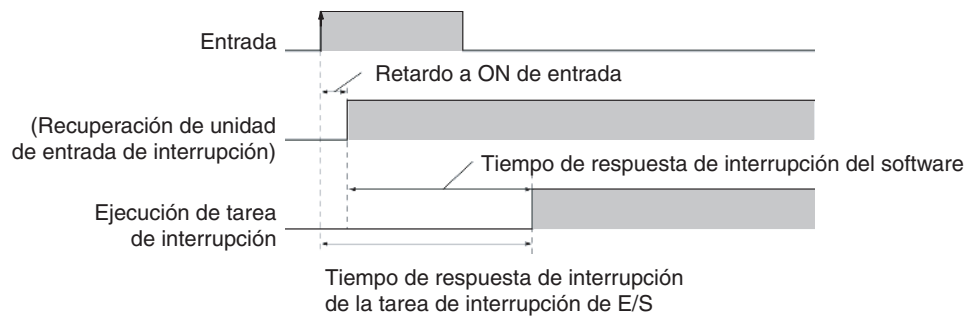 Entrada
Retardo a ON de entrada
(Recuperación de unidad
de entrada de interrupción)
Tiempo de respuesta de interrupción del software
Ejecución de tarea
de interrupción
Tiempo de respuesta de interrupción
de la tarea de interrupción de E/S